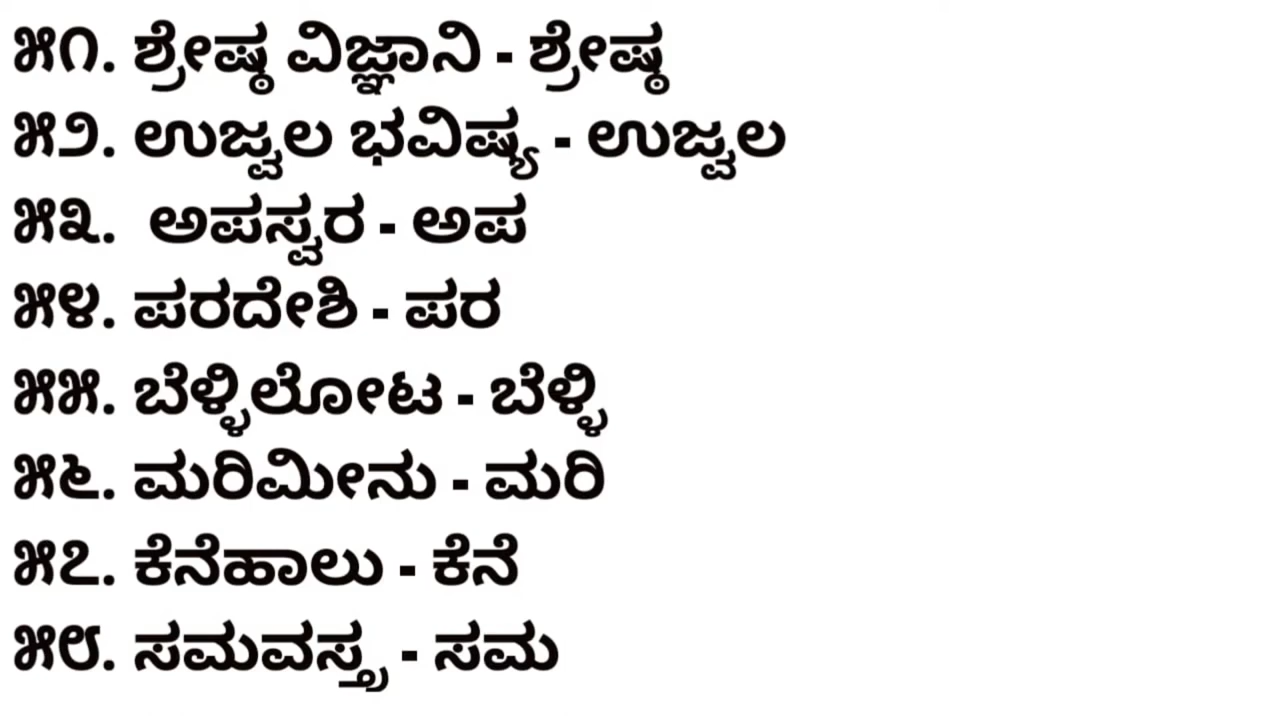 ೫೧. ಶ್ರೇಷ್ಠ ವಿಜ್ಞಾನಿ - ಶ್ರೇಷ್ಠ
೫೨. ಉಜ್ವಲ ಭವಿಷ್ಯ - ಉಜ್ವಲ
೫೩. ಅಪಸ್ವರ - ಅಪ
೫೪. ಪರದೇಶಿ - ಪರ
೫೫. ಬೆಳ್ಳಿಲೋಟ - ಬೆಳ್ಳಿ
೫೬. ಮರಿಮೀನು - ಮರಿ
೫೭. ಕೆನೆಹಾಲು - ಕೆನೆ
೫೮. ಸಮವಸ್ತ್ರ - ಸಮ